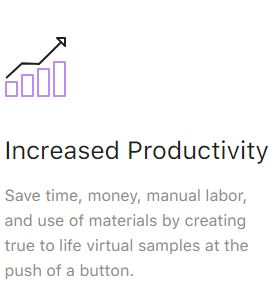 Increased Productivity
Save time, money, manual labor,
and use of materials by creating
true to life virtual samples at the
push of a button.